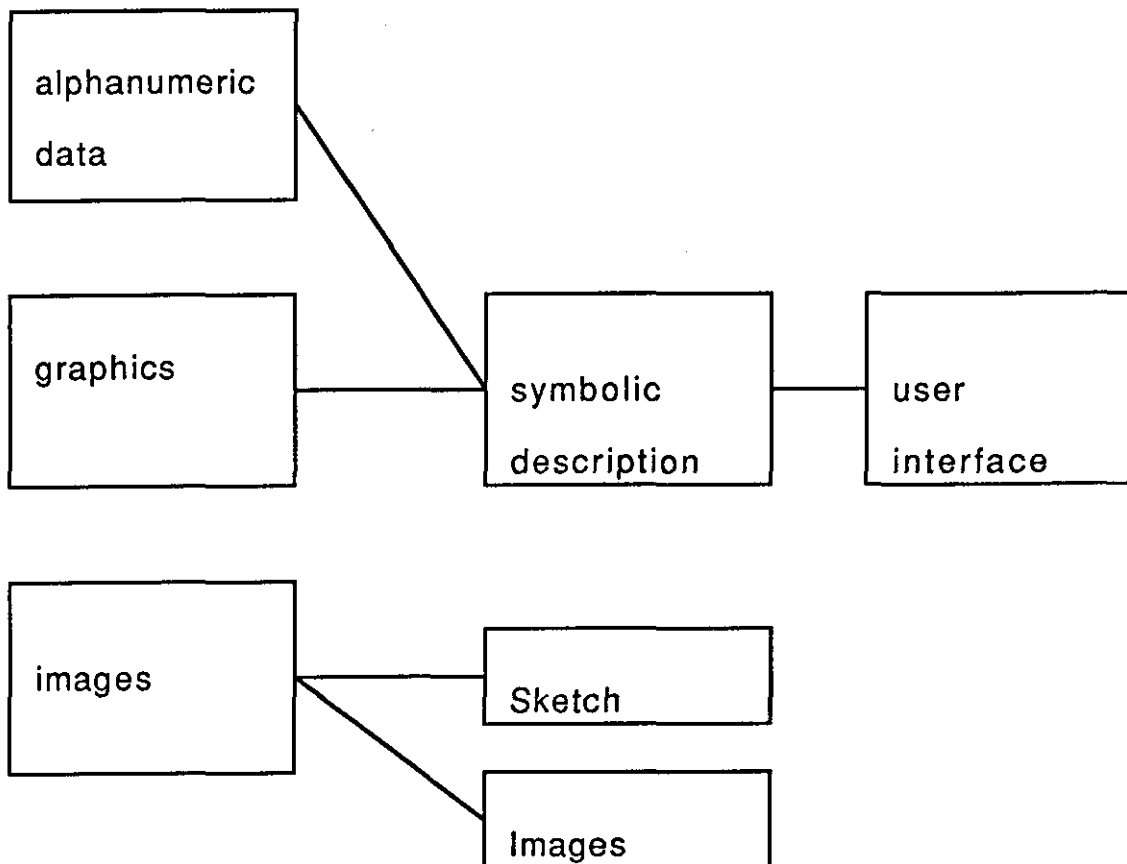 alphanumeric
data
graphics
symbolic
description
user
interface
images
Sketch
Images